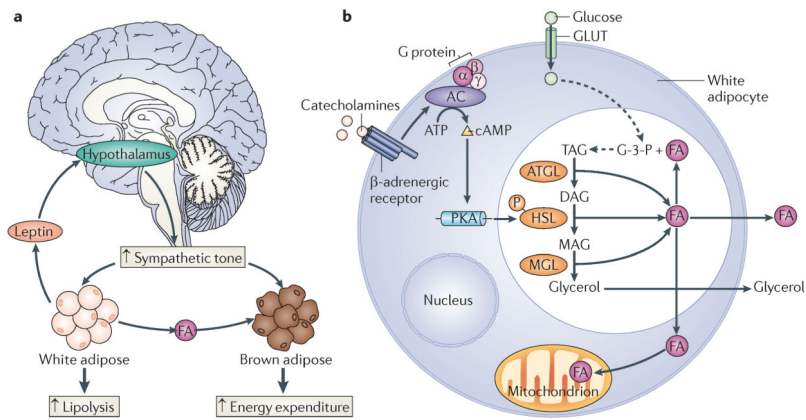 a
Hypothalamus
Leptin
↑ Sympathetic tone
FA
White adipose
Brown adipose
↑ Lipolysis
↑ Energy expenditure
b
Glucose
GLUT
G protein
α
β
γ
AC
White
adipocyte
Catecholamines
ATP
cAMP
β-adrenergic
receptor
TAG
G-3-P + FA
ATGL
DAG
P
PKA
HSL
FA
FA
MAG
MGL
Glycerol
Glycerol
Nucleus
FA
FA
Mitochondrion